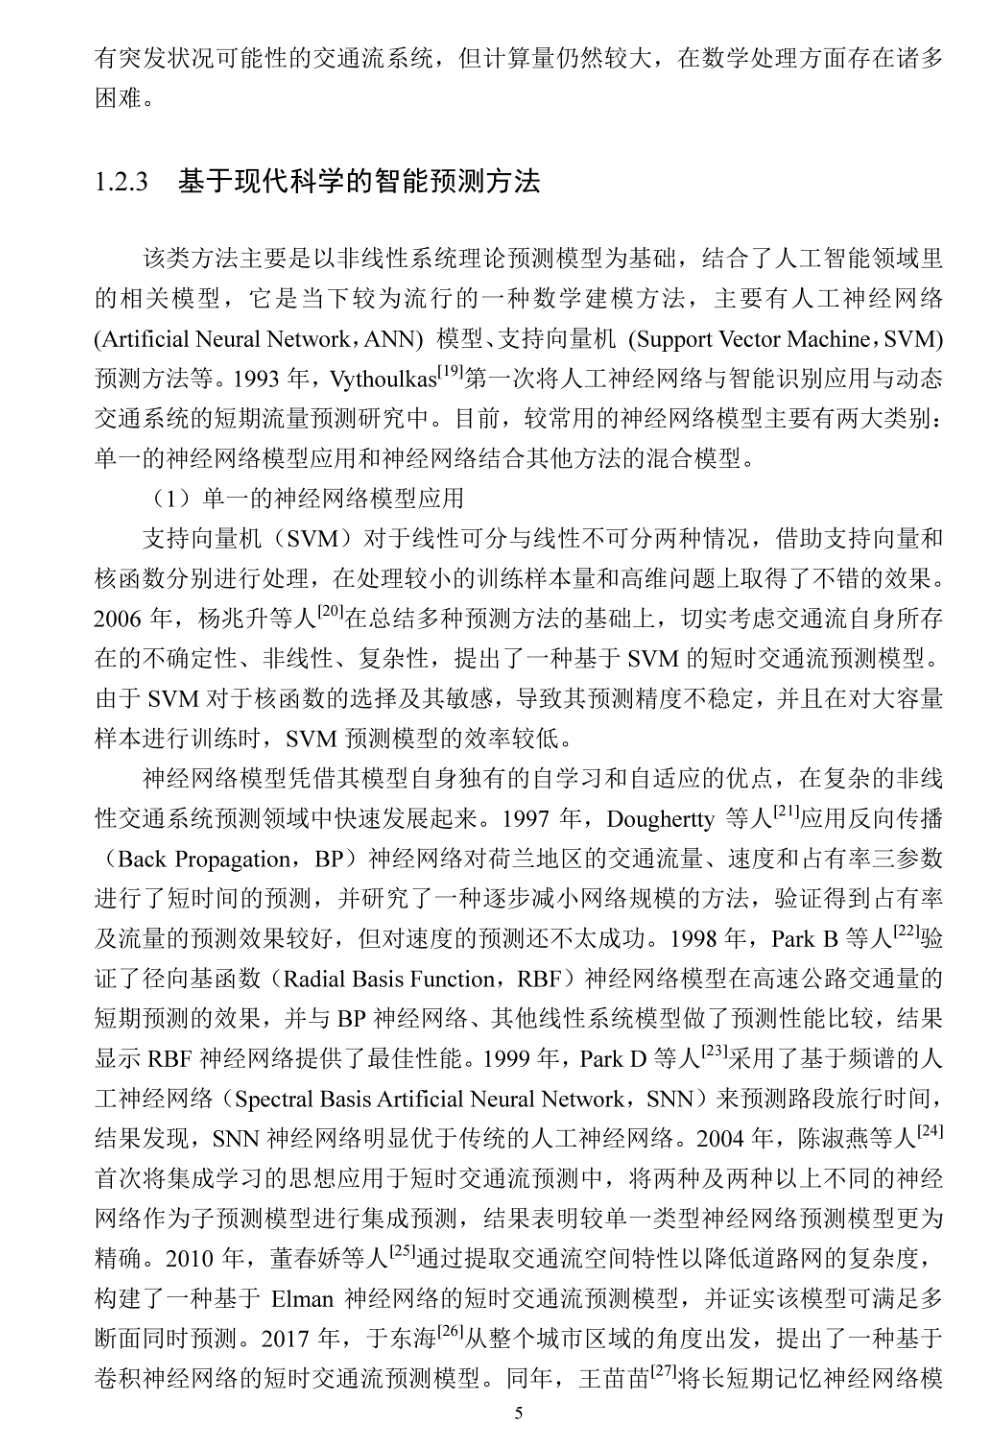 有突发状况可能性的交通流系统，但计算量仍然较大，在数学处理方面存在诸多
困难。
1.2.3 基于现代科学的智能预测方法
该类方法主要是以非线性系统理论预测模型为基础，结合了人工智能领域里
的相关模型，它是当下较为流行的一种数学建模方法，主要有人工神经网络
(Artificial Neural Network，ANN) 模型、支持向量机 (Support Vector Machine，SVM)
预测方法等。1993 年，Vythoulkas[19]第一次将人工神经网络与智能识别应用与动态
交通系统的短期流量预测研究中。目前，较常用的神经网络模型主要有两大类别：
单一的神经网络模型应用和神经网络结合其他方法的混合模型。
（1）单一的神经网络模型应用
支持向量机（SVM）对于线性可分与线性不可分两种情况，借助支持向量和
核函数分别进行处理，在处理较小的训练样本量和高维问题上取得了不错的效果。
2006 年，杨兆升等人[20]在总结多种预测方法的基础上，切实考虑交通流自身所存
在的不确定性、非线性、复杂性，提出了一种基于 SVM 的短时交通流预测模型。
由于 SVM 对于核函数的选择及其敏感，导致其预测精度不稳定，并且在对大容量
样本进行训练时，SVM 预测模型的效率较低。
神经网络模型凭借其模型自身独有的自学习和自适应的优点，在复杂的非线
性交通系统预测领域中快速发展起来。1997 年，Doughertty 等人[21]应用反向传播
（Back Propagation，BP）神经网络对荷兰地区的交通流量、速度和占有率三参数
进行了短时间的预测，并研究了一种逐步减小网络规模的方法，验证得到占有率
及流量的预测效果较好，但对速度的预测还不太成功。1998 年，Park B 等人[22]验
证了径向基函数（Radial Basis Function，RBF）神经网络模型在高速公路交通量的
短期预测的效果，并与 BP 神经网络、其他线性系统模型做了预测性能比较，结果
显示 RBF 神经网络提供了最佳性能。1999 年，Park D 等人[23]采用了基于频谱的人
工神经网络（Spectral Basis Artificial Neural Network，SNN）来预测路段旅行时间，
结果发现，SNN 神经网络明显优于传统的人工神经网络。2004 年，陈淑燕等人[24]
首次将集成学习的思想应用于短时交通流预测中，将两种及两种以上不同的神经
网络作为子预测模型进行集成预测，结果表明较单一类型神经网络预测模型更为
精确。2010 年，董春娇等人[25]通过提取交通流空间特性以降低道路网的复杂度，
构建了一种基于 Elman 神经网络的短时交通流预测模型，并证实该模型可满足多
断面同时预测。2017 年，于东海[26]从整个城市区域的角度出发，提出了一种基于
卷积神经网络的短时交通流预测模型。同年，王苗苗[27]将长短期记忆神经网络模
5